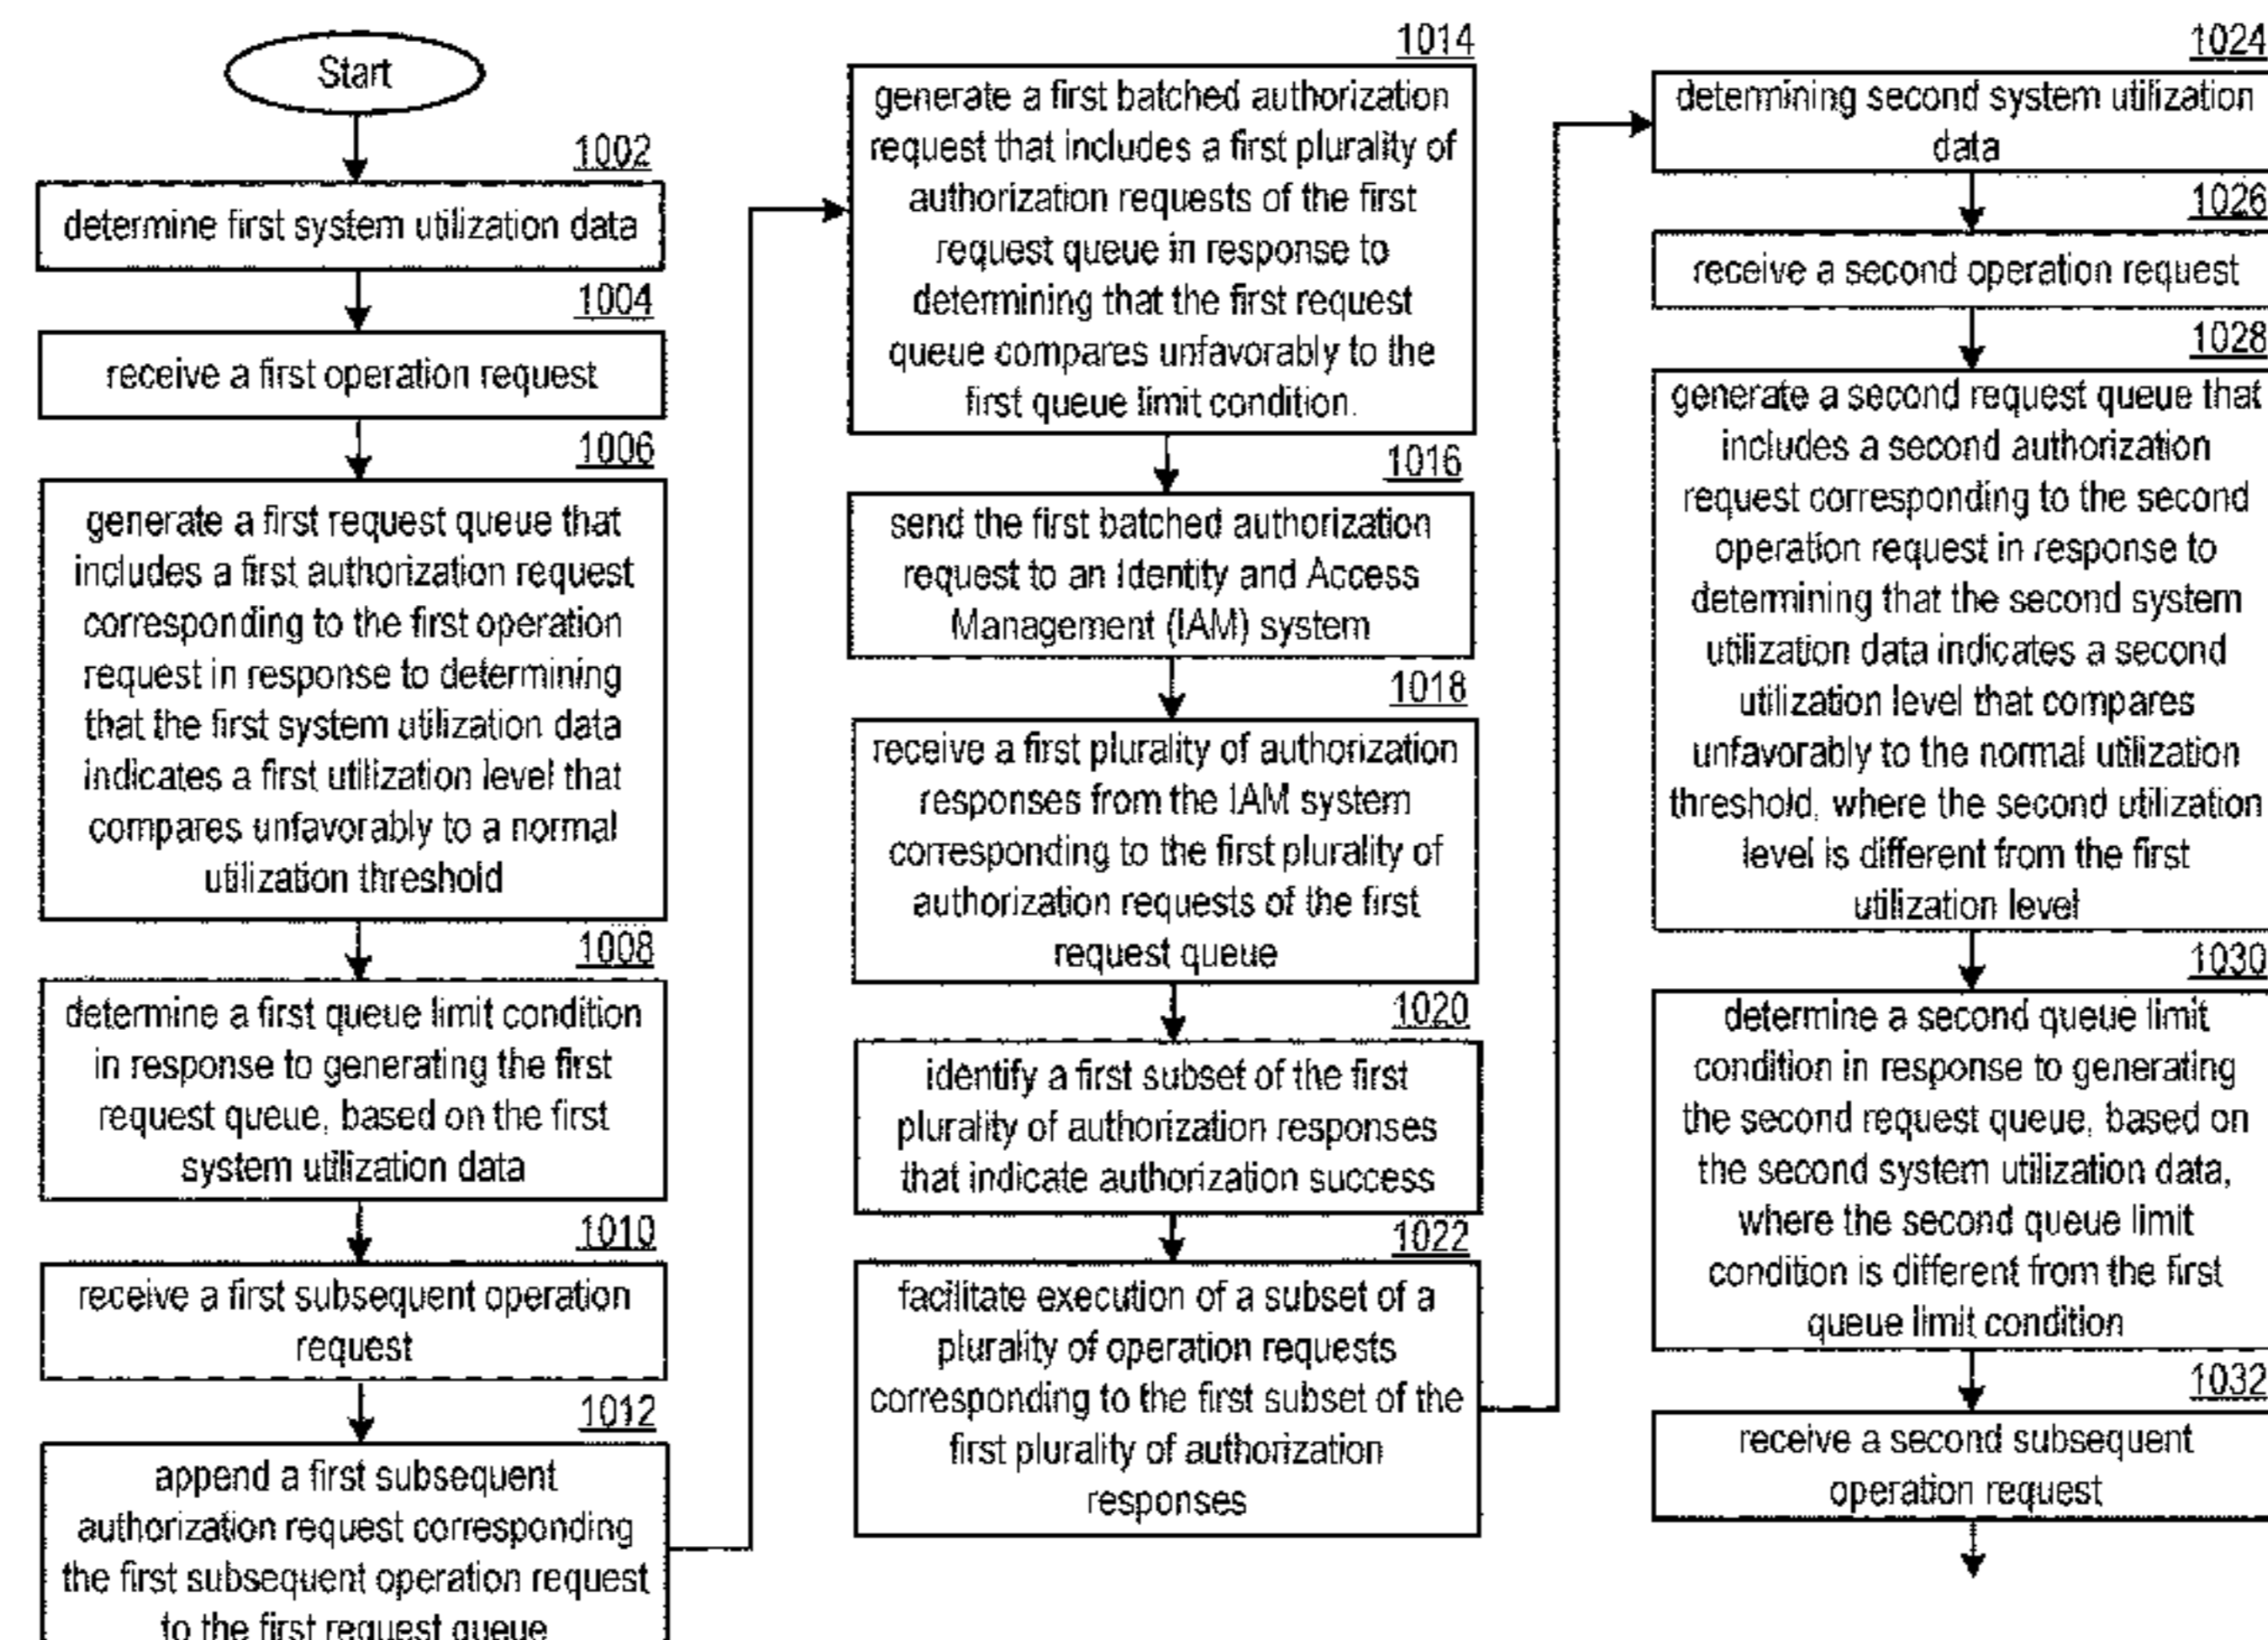 Start
1002
determine first system utilization data
1004
receive a first operation request
1006
generate a first request queue that
includes a first authorization request
corresponding to the first operation
request in response to determining
that the first system utilization data
indicates a first utilization level that
compares unfavorably to a normal
utilization threshold
1008
determine a first queue limit condition
in response to generating the first
request queue, based on the first
system utilization data
1010
receive a first subsequent operation
request
1012
append a first subsequent
authorization request corresponding
the first subsequent operation request
to the first request queue
1014
generate a first batched authorization
request that includes a first plurality of
authorization requests of the first
request queue in response to
determining that the first request
queue compares unfavorably to the
first queue limit condition.
1016
send the first batched authorization
request to an Identity and Access
Management (IAM) system
1018
receive a first plurality of authorization
responses from the IAM system
corresponding to the first plurality of
authorization requests of the first
request queue
1020
identify a first subset of the first
plurality of authorization responses
that indicate authorization success
1022
facilitate execution of a subset of a
plurality of operation requests
corresponding to the first subset of the
first plurality of authorization
responses
1024
determining second system utilization
data
1026
receive a second operation request
1028
generate a second request queue that
includes a second authorization
request corresponding to the second
operation request in response to
determining that the second system
utilization data indicates a second
utilization level that compares
unfavorably to the normal utilization
threshold, where the second utilization
level is different from the first
utilization level
1030
determine a second queue limit
condition in response to generating
the second request queue, based on
the second system utilization data,
where the second queue limit
condition is different from the first
queue limit condition
1032
receive a second subsequent
operation request